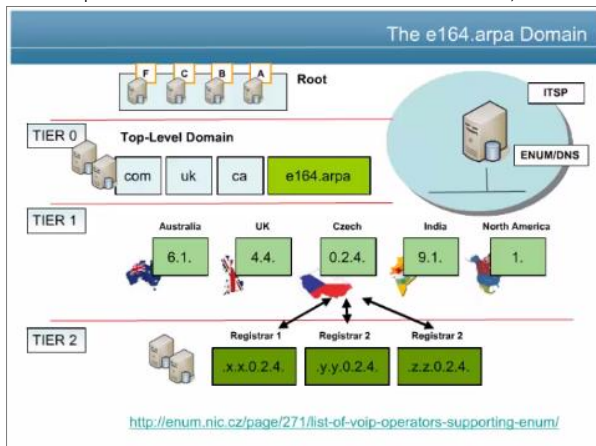 The e164.arpa Domain
F C B A
Root
ITSP
ENUM/DNS
TIER 0
Top-Level Domain
com uk ca e164.arpa
TIER 1
Australia UK Czech India North America
6.1. 4.4. 0.2.4. 9.1. 1.
TIER 2
Registrar 1 Registrar 2 Registrar 2
.x.x.0.2.4. .y.y.0.2.4. .z.z.0.2.4.
http://enum.nic.cz/page/271/list-of-voip-operators-supporting-enum/